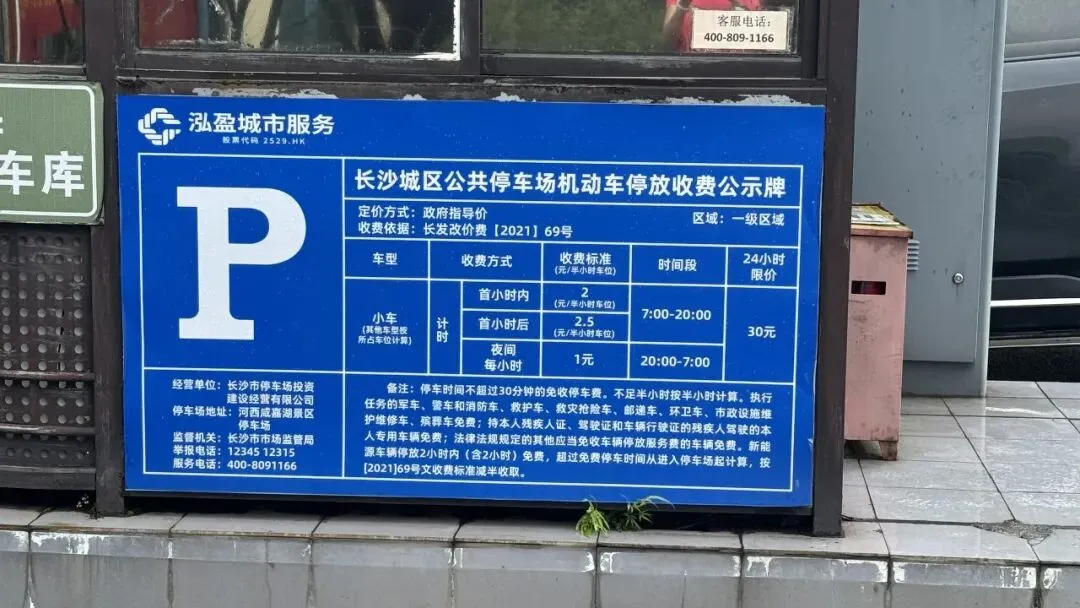 客服电话：
400-809-1166
车库
泓盈城市服务
股票代码 2529.HK
P
长沙城区公共停车场机动车停放收费公示牌
定价方式：政府指导价
区域：一级区域
收费依据：长发改价费【2021】69号
车型
收费方式
收费标准
(元/半小时车位)
时间段
24小时
限价
小车
(其他车型按
所占车位计算)
计时
首小时内
2
(元/半小时车位)
7:00-20:00
30元
首小时后
2.5
(元/半小时车位)
夜间
每小时
1元
20:00-7:00
经营单位：长沙市停车场投资
建设经营有限公司
停车场地址：河西咸嘉湖景区
停车场
监督机关：长沙市市场监管局
举报电话：12345 12315
服务电话：400-8091166
备注：停车时间不超过30分钟的免收停车费。不足半小时按半小时计算。执行
任务的军车、警车和消防车、救护车、救灾抢险车、邮递车、环卫车、市政设施维
护维修车、殡葬车免费；持本人残疾人证、驾驶证和车辆行驶证的残疾人驾驶的本
人专用车辆免费；法律法规规定的其他应当免收车辆停放服务费的车辆免费。新能
源车辆停放2小时内（含2小时）免费，超过免费停车时间从进入停车场起计算，按
[2021]69号文收费标准减半收取。